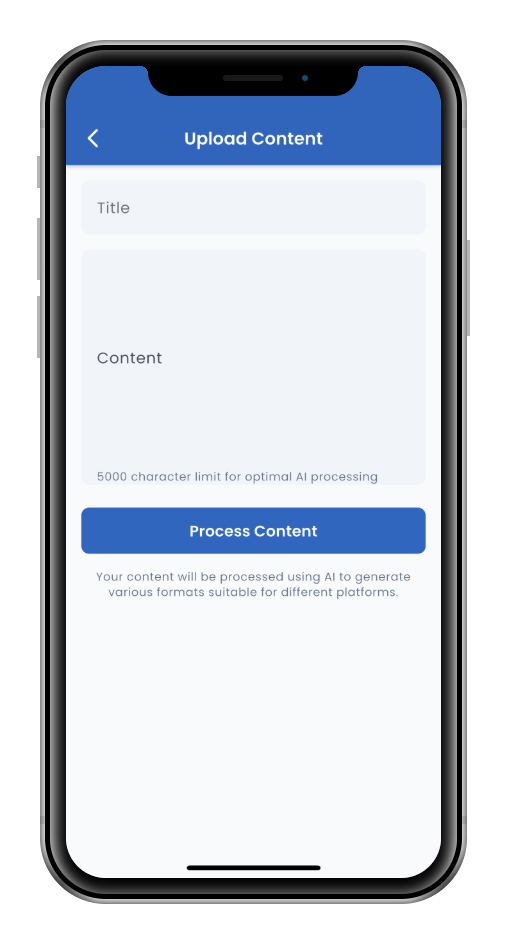 Upload Content
Title
Content
5000 character limit for optimal AI processing
Process Content
Your content will be processed using AI to generate
various formats suitable for different platforms.